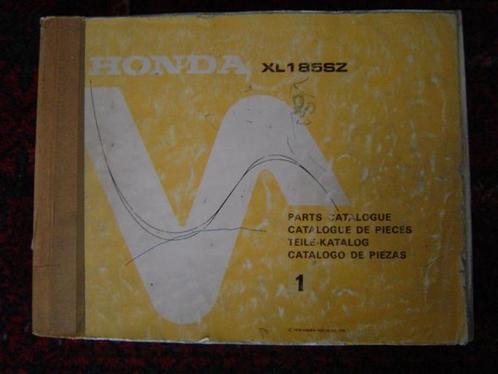 HONDA XL185SZ
PARTS CATALOGUE
CATALOGUE DE PIECES
TEILE-KATALOG
CATALOGO DE PIEZAS
1